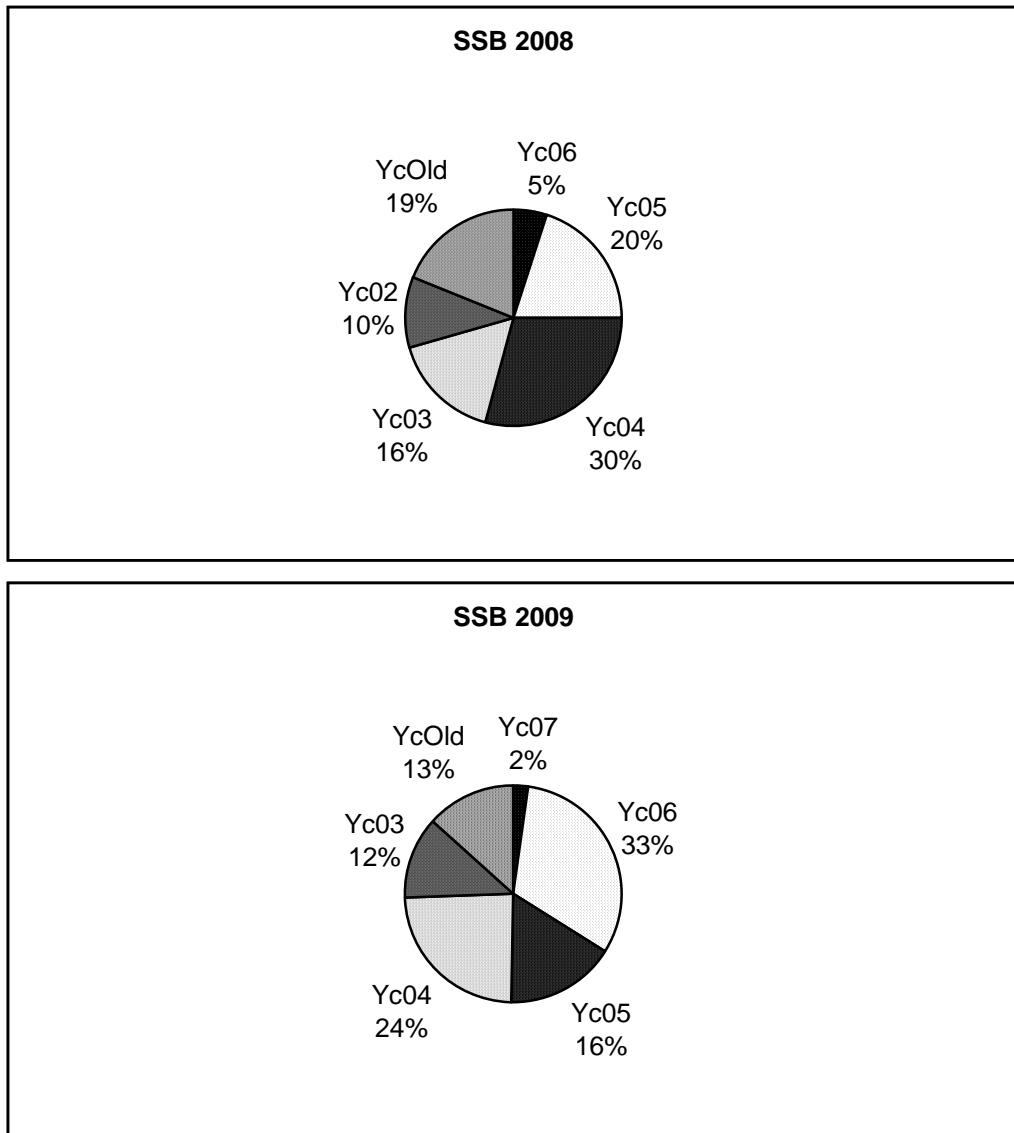 SSB 2008
Yc06
5%
Yc05
20%
Yc04
30%
Yc03
16%
Yc02
10%
YcOld
19%
SSB 2009
Yc07
2%
Yc06
33%
Yc05
16%
Yc04
24%
Yc03
12%
YcOld
13%